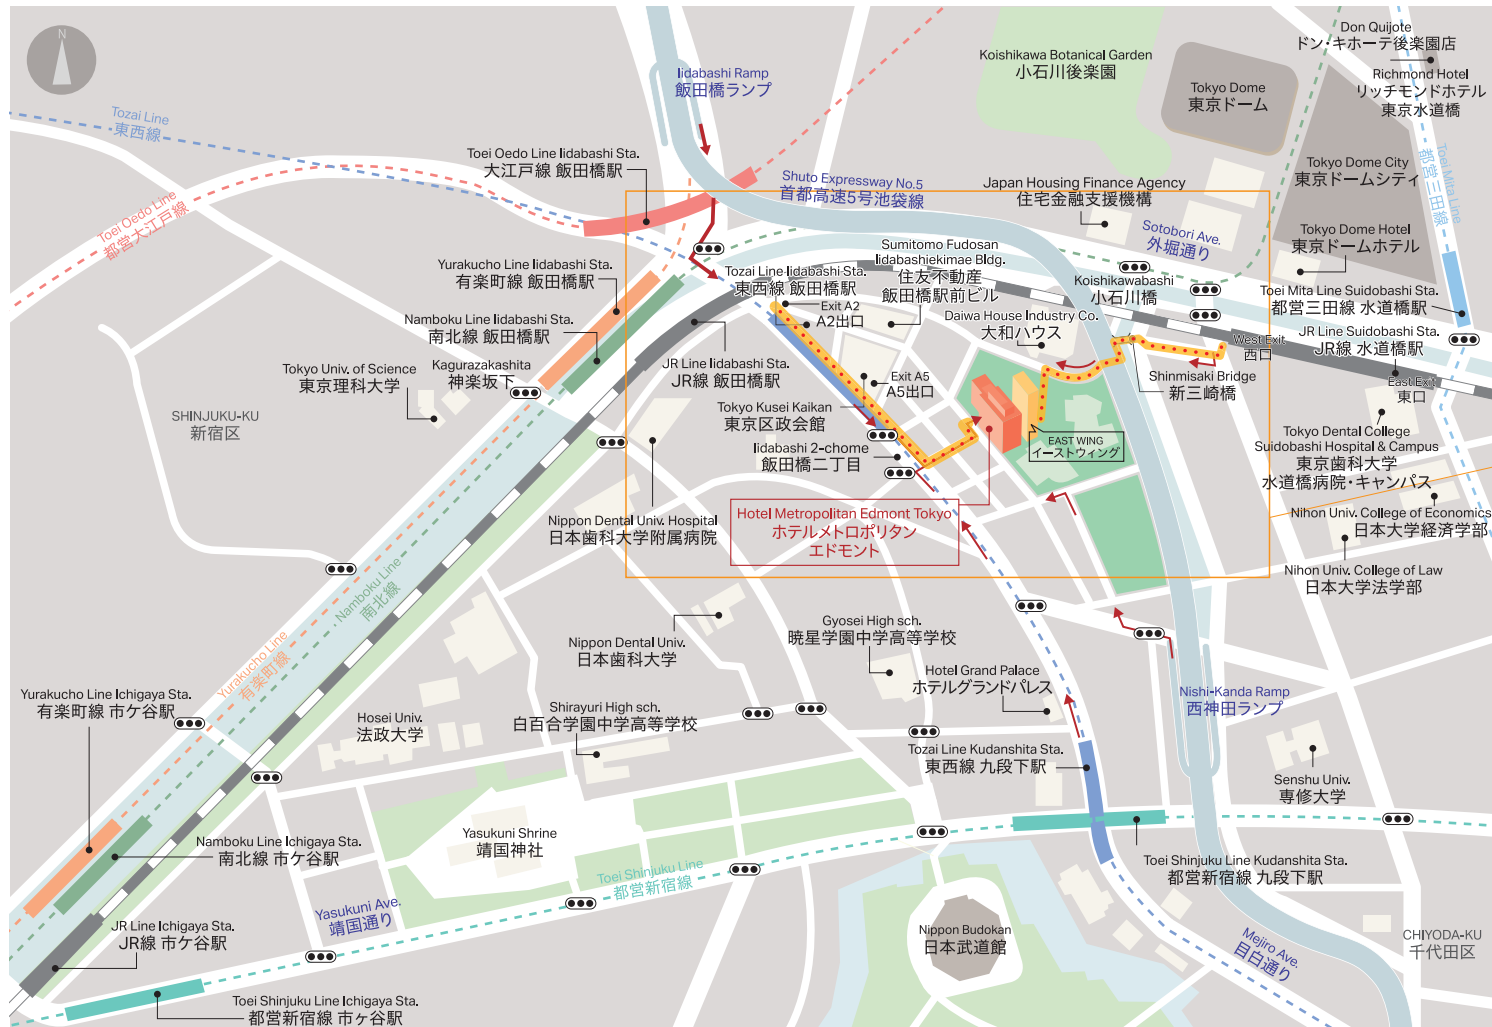 N
Tozai Line
東西線
Toei Oedo Line
都営大江戸線
Iidabashi Ramp
飯田橋ランプ
Toei Oedo Line Iidabashi Sta.
大江戸線 飯田橋駅
Shuto Expressway No.5
首都高速5号池袋線
Koishikawa Botanical Garden
小石川後楽園
Tokyo Dome
東京ドーム
Don Quijote
ドン・キホーテ後楽園店
Richmond Hotel
リッチモンドホテル
東京水道橋
Toei Mita Line
都営三田線
Tokyo Dome City
東京ドームシティ
Japan Housing Finance Agency
住宅金融支援機構
Sotobori Ave.
外堀通り
Tokyo Dome Hotel
東京ドームホテル
Yurakucho Line Iidabashi Sta.
有楽町線 飯田橋駅
Tozai Line Iidabashi Sta.
東西線 飯田橋駅
Sumitomo Fudosan
Iidabashiekimae Bldg.
住友不動産
飯田橋駅前ビル
Koishikawabashi
小石川橋
Toei Mita Line Suidobashi Sta.
都営三田線 水道橋駅
Namboku Line Iidabashi Sta.
南北線 飯田橋駅
Exit A2
A2出口
Daiwa House Industry Co.
大和ハウス
West Exit
西口
JR Line Suidobashi Sta.
JR線 水道橋駅
East Exit
東口
Tokyo Univ. of Science
東京理科大学
Kagurazakashita
神楽坂下
JR Line Iidabashi Sta.
JR線 飯田橋駅
Exit A5
A5出口
Shinmisaki Bridge
新三崎橋
SHINJUKU-KU
新宿区
Tokyo Kusei Kaikan
東京区政会館
EAST WING
イーストウィング
Iidabashi 2-chome
飯田橋二丁目
Tokyo Dental College
Suidobashi Hospital & Campus
東京歯科大学
水道橋病院・キャンパス
Nippon Dental Univ. Hospital
日本歯科大学附属病院
Hotel Metropolitan Edmont Tokyo
ホテルメトロポリタン
エドモント
Nihon Univ. College of Economics
日本大学経済学部
Nihon Univ. College of Law
日本大学法学部
Namboku Line
南北線
Yurakucho Line
有楽町線
Nippon Dental Univ.
日本歯科大学
Gyosei High sch.
暁星学園中学高等学校
Hotel Grand Palace
ホテルグランドパレス
Nishi-Kanda Ramp
西神田ランプ
Yurakucho Line Ichigaya Sta.
有楽町線 市ケ谷駅
Hosei Univ.
法政大学
Shirayuri High sch.
白百合学園中学高等学校
Tozai Line Kudanshita Sta.
東西線 九段下駅
Senshu Univ.
専修大学
Namboku Line Ichigaya Sta.
南北線 市ケ谷駅
Yasukuni Shrine
靖国神社
Toei Shinjuku Line
都営新宿線
Toei Shinjuku Line Kudanshita Sta.
都営新宿線 九段下駅
Yasukuni Ave.
靖国通り
JR Line Ichigaya Sta.
JR線 市ケ谷駅
Nippon Budokan
日本武道館
Mejiro Ave.
目白通り
CHIYODA-KU
千代田区
Toei Shinjuku Line Ichigaya Sta.
都営新宿線 市ヶ谷駅